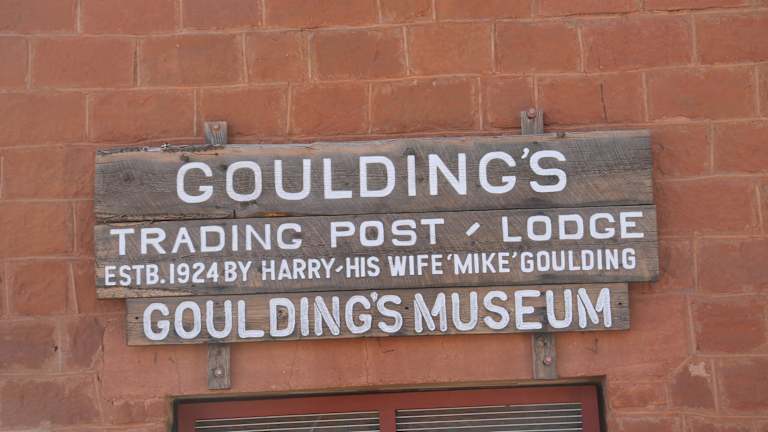 GOULDING'S
TRADING POST - LODGE
ESTB. 1924 BY HARRY-HIS WIFE 'MIKE' GOULDING
GOULDING'S MUSEUM